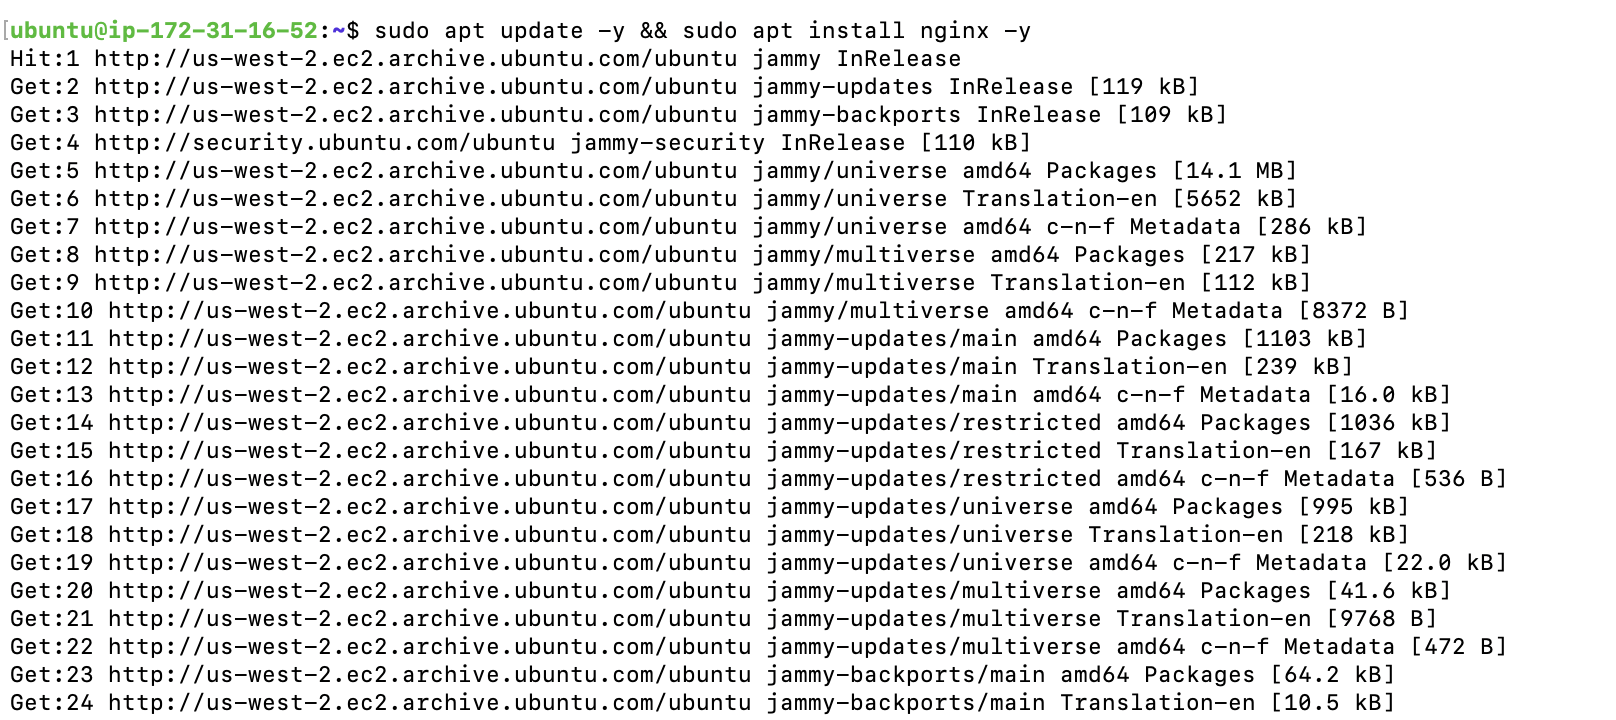 [ubuntu@ip-172-31-16-52:~$ sudo apt update -y && sudo apt install nginx -y
Hit:1 http://us-west-2.ec2.archive.ubuntu.com/ubuntu jammy InRelease
Get:2 http://us-west-2.ec2.archive.ubuntu.com/ubuntu jammy-updates InRelease [119 kB]
Get:3 http://us-west-2.ec2.archive.ubuntu.com/ubuntu jammy-backports InRelease [109 kB]
Get:4 http://security.ubuntu.com/ubuntu jammy-security InRelease [110 kB]
Get:5 http://us-west-2.ec2.archive.ubuntu.com/ubuntu jammy/universe amd64 Packages [14.1 MB]
Get:6 http://us-west-2.ec2.archive.ubuntu.com/ubuntu jammy/universe Translation-en [5652 kB]
Get:7 http://us-west-2.ec2.archive.ubuntu.com/ubuntu jammy/universe amd64 c-n-f Metadata [286 kB]
Get:8 http://us-west-2.ec2.archive.ubuntu.com/ubuntu jammy/multiverse amd64 Packages [217 kB]
Get:9 http://us-west-2.ec2.archive.ubuntu.com/ubuntu jammy/multiverse Translation-en [112 kB]
Get:10 http://us-west-2.ec2.archive.ubuntu.com/ubuntu jammy/multiverse amd64 c-n-f Metadata [8372 B]
Get:11 http://us-west-2.ec2.archive.ubuntu.com/ubuntu jammy-updates/main amd64 Packages [1103 kB]
Get:12 http://us-west-2.ec2.archive.ubuntu.com/ubuntu jammy-updates/main Translation-en [239 kB]
Get:13 http://us-west-2.ec2.archive.ubuntu.com/ubuntu jammy-updates/main amd64 c-n-f Metadata [16.0 kB]
Get:14 http://us-west-2.ec2.archive.ubuntu.com/ubuntu jammy-updates/restricted amd64 Packages [1036 kB]
Get:15 http://us-west-2.ec2.archive.ubuntu.com/ubuntu jammy-updates/restricted Translation-en [167 kB]
Get:16 http://us-west-2.ec2.archive.ubuntu.com/ubuntu jammy-updates/restricted amd64 c-n-f Metadata [536 B]
Get:17 http://us-west-2.ec2.archive.ubuntu.com/ubuntu jammy-updates/universe amd64 Packages [995 kB]
Get:18 http://us-west-2.ec2.archive.ubuntu.com/ubuntu jammy-updates/universe Translation-en [218 kB]
Get:19 http://us-west-2.ec2.archive.ubuntu.com/ubuntu jammy-updates/universe amd64 c-n-f Metadata [22.0 kB]
Get:20 http://us-west-2.ec2.archive.ubuntu.com/ubuntu jammy-updates/multiverse amd64 Packages [41.6 kB]
Get:21 http://us-west-2.ec2.archive.ubuntu.com/ubuntu jammy-updates/multiverse Translation-en [9768 B]
Get:22 http://us-west-2.ec2.archive.ubuntu.com/ubuntu jammy-updates/multiverse amd64 c-n-f Metadata [472 B]
Get:23 http://us-west-2.ec2.archive.ubuntu.com/ubuntu jammy-backports/main amd64 Packages [64.2 kB]
Get:24 http://us-west-2.ec2.archive.ubuntu.com/ubuntu jammy-backports/main Translation-en [10.5 kB]